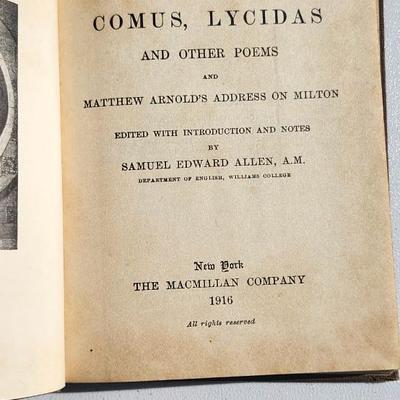 COMUS, LYCIDAS
AND OTHER POEMS
AND
MATTHEW ARNOLD'S ADDRESS ON MILTON
EDITED WITH INTRODUCTION AND NOTES
BY
SAMUEL EDWARD ALLEN, A.M.
DEPARTMENT OF ENGLISH, WILLIAMS COLLEGE
New York
THE MACMILLAN COMPANY
1916
All rights reserved